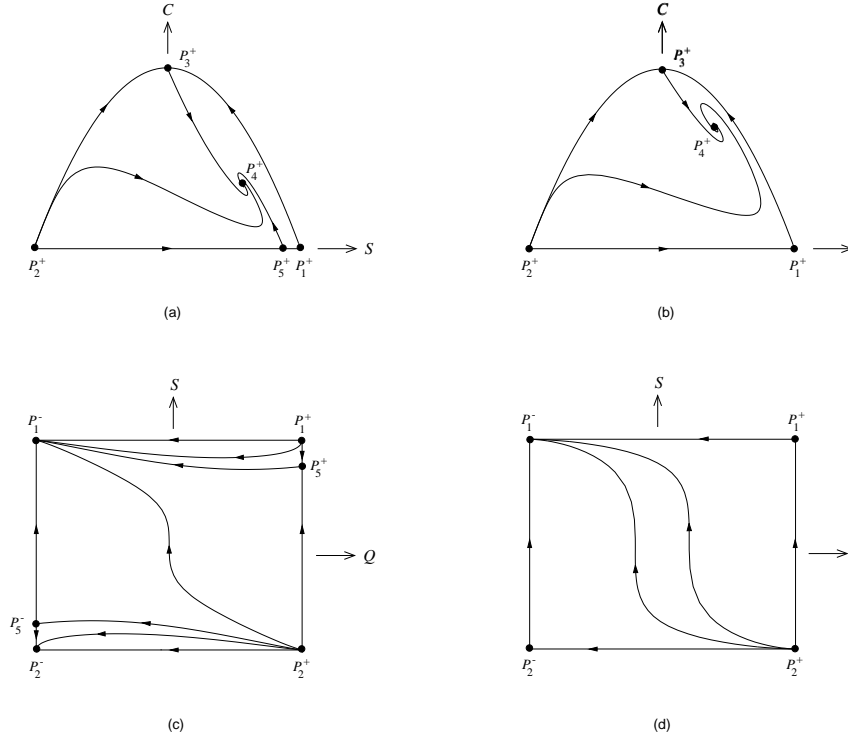 C
P₃⁺
P₄⁺
P₂⁺
P₅⁺
P₁⁺
S
(a)
C
P₃⁺
P₄⁺
P₂⁺
P₁⁺
(b)
S
P₁⁻
P₁⁺
P₅⁺
Q
P₅⁻
P₂⁻
P₂⁺
(c)
S
P₁⁻
P₁⁺
P₂⁻
P₂⁺
(d)